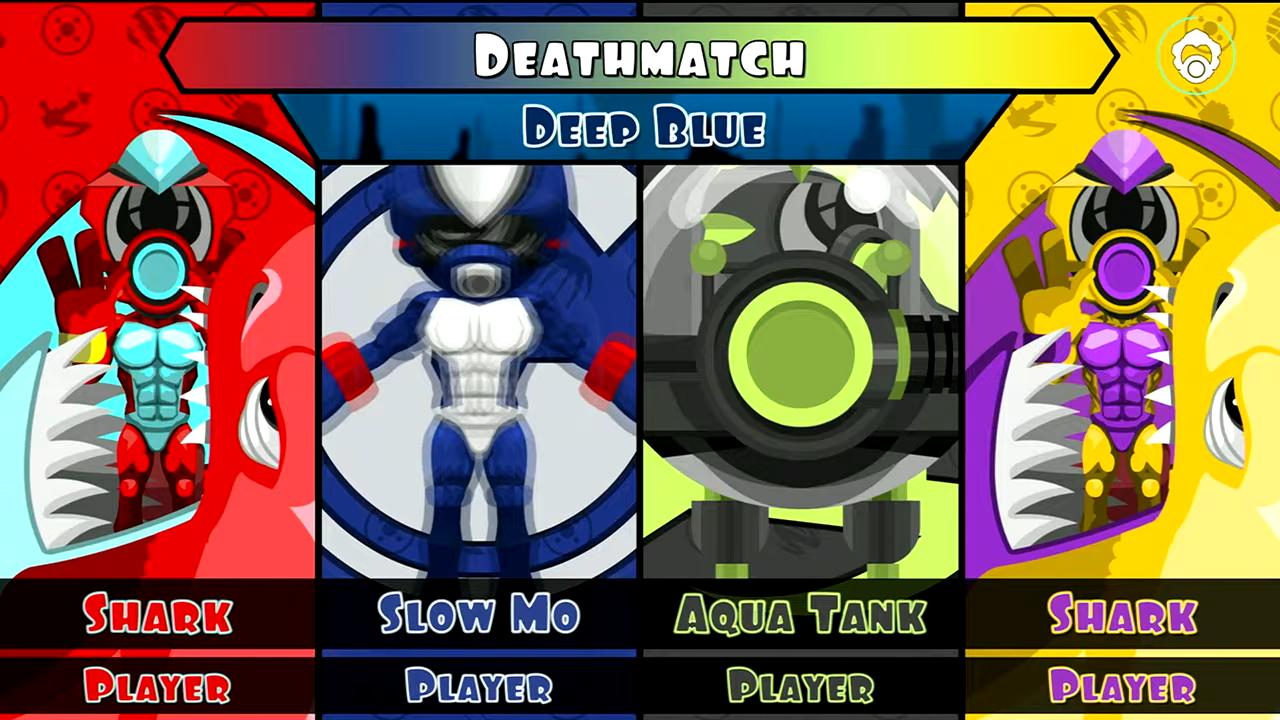 Deathmatch
Deep Blue
Shark
Slow Mo
Aqua Tank
Shark
Player
Player
Player
Player